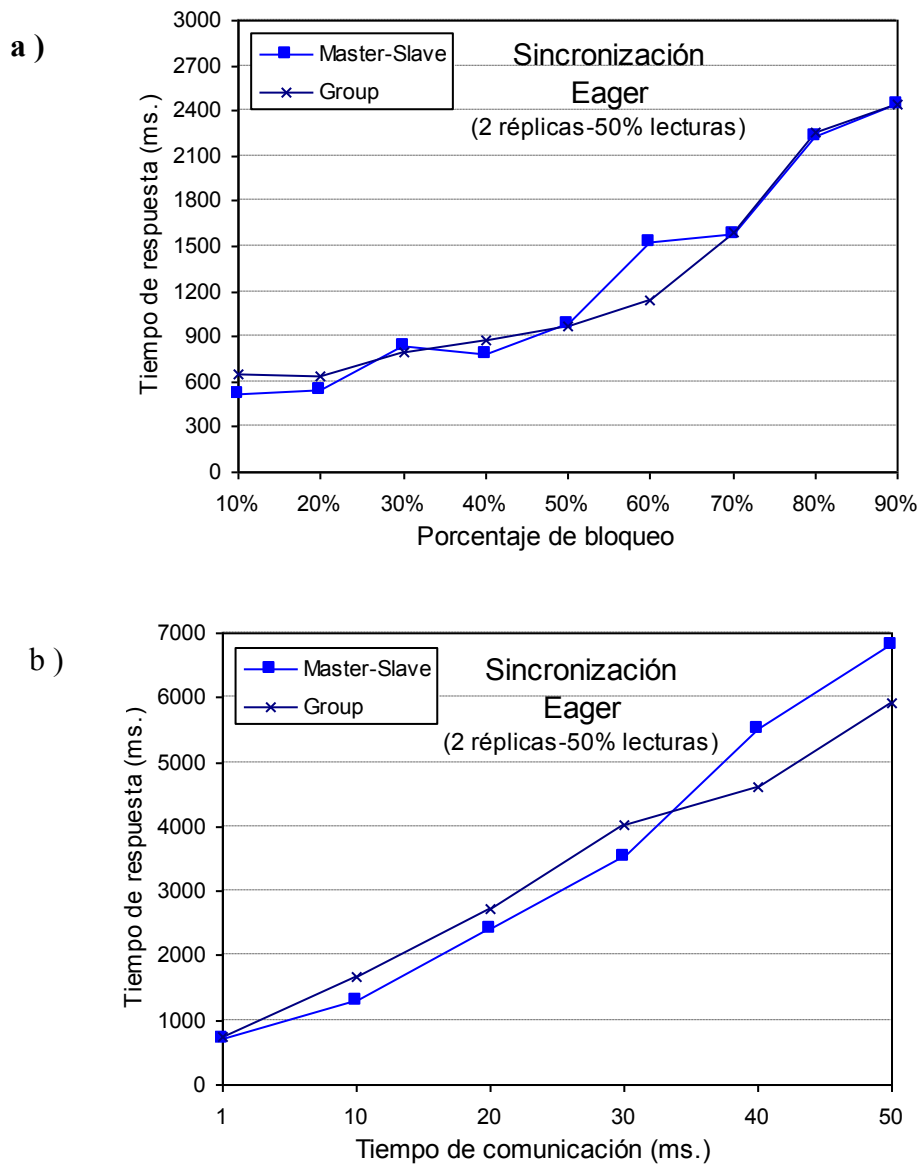 a )
3000
2700
2400
2100
1800
1500
1200
900
600
300
0
Tiempo de respuesta (ms.)
Master-Slave
Group
Sincronización
Eager
(2 réplicas-50% lecturas)
10% 20% 30% 40% 50% 60% 70% 80% 90%
Porcentaje de bloqueo
b )
7000
6000
5000
4000
3000
2000
1000
0
Tiempo de respuesta (ms.)
Master-Slave
Group
Sincronización
Eager
(2 réplicas-50% lecturas)
1 10 20 30 40 50
Tiempo de comunicación (ms.)